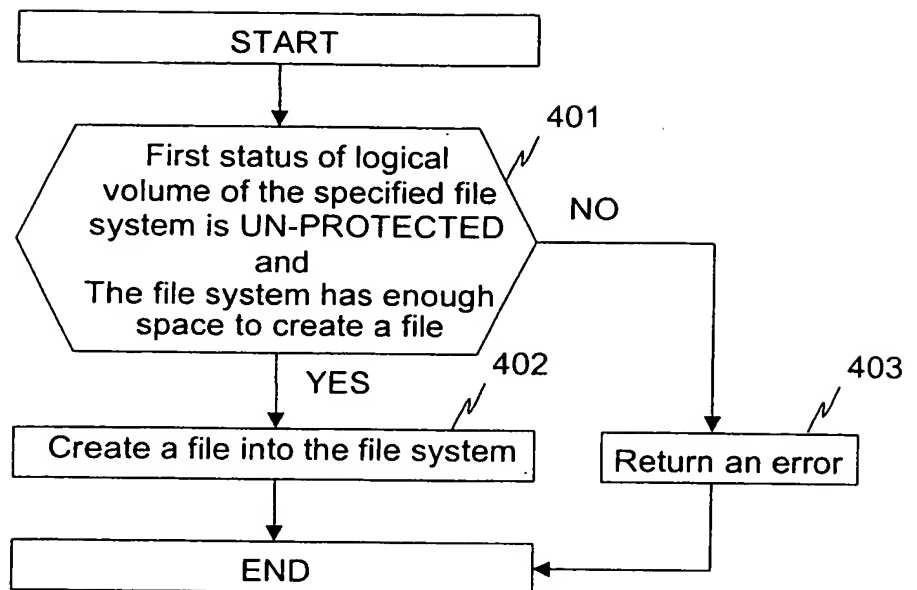 START
401
First status of logical
volume of the specified file
system is UN-PROTECTED
and
The file system has enough
space to create a file
NO
YES
402
403
Create a file into the file system
Return an error
END